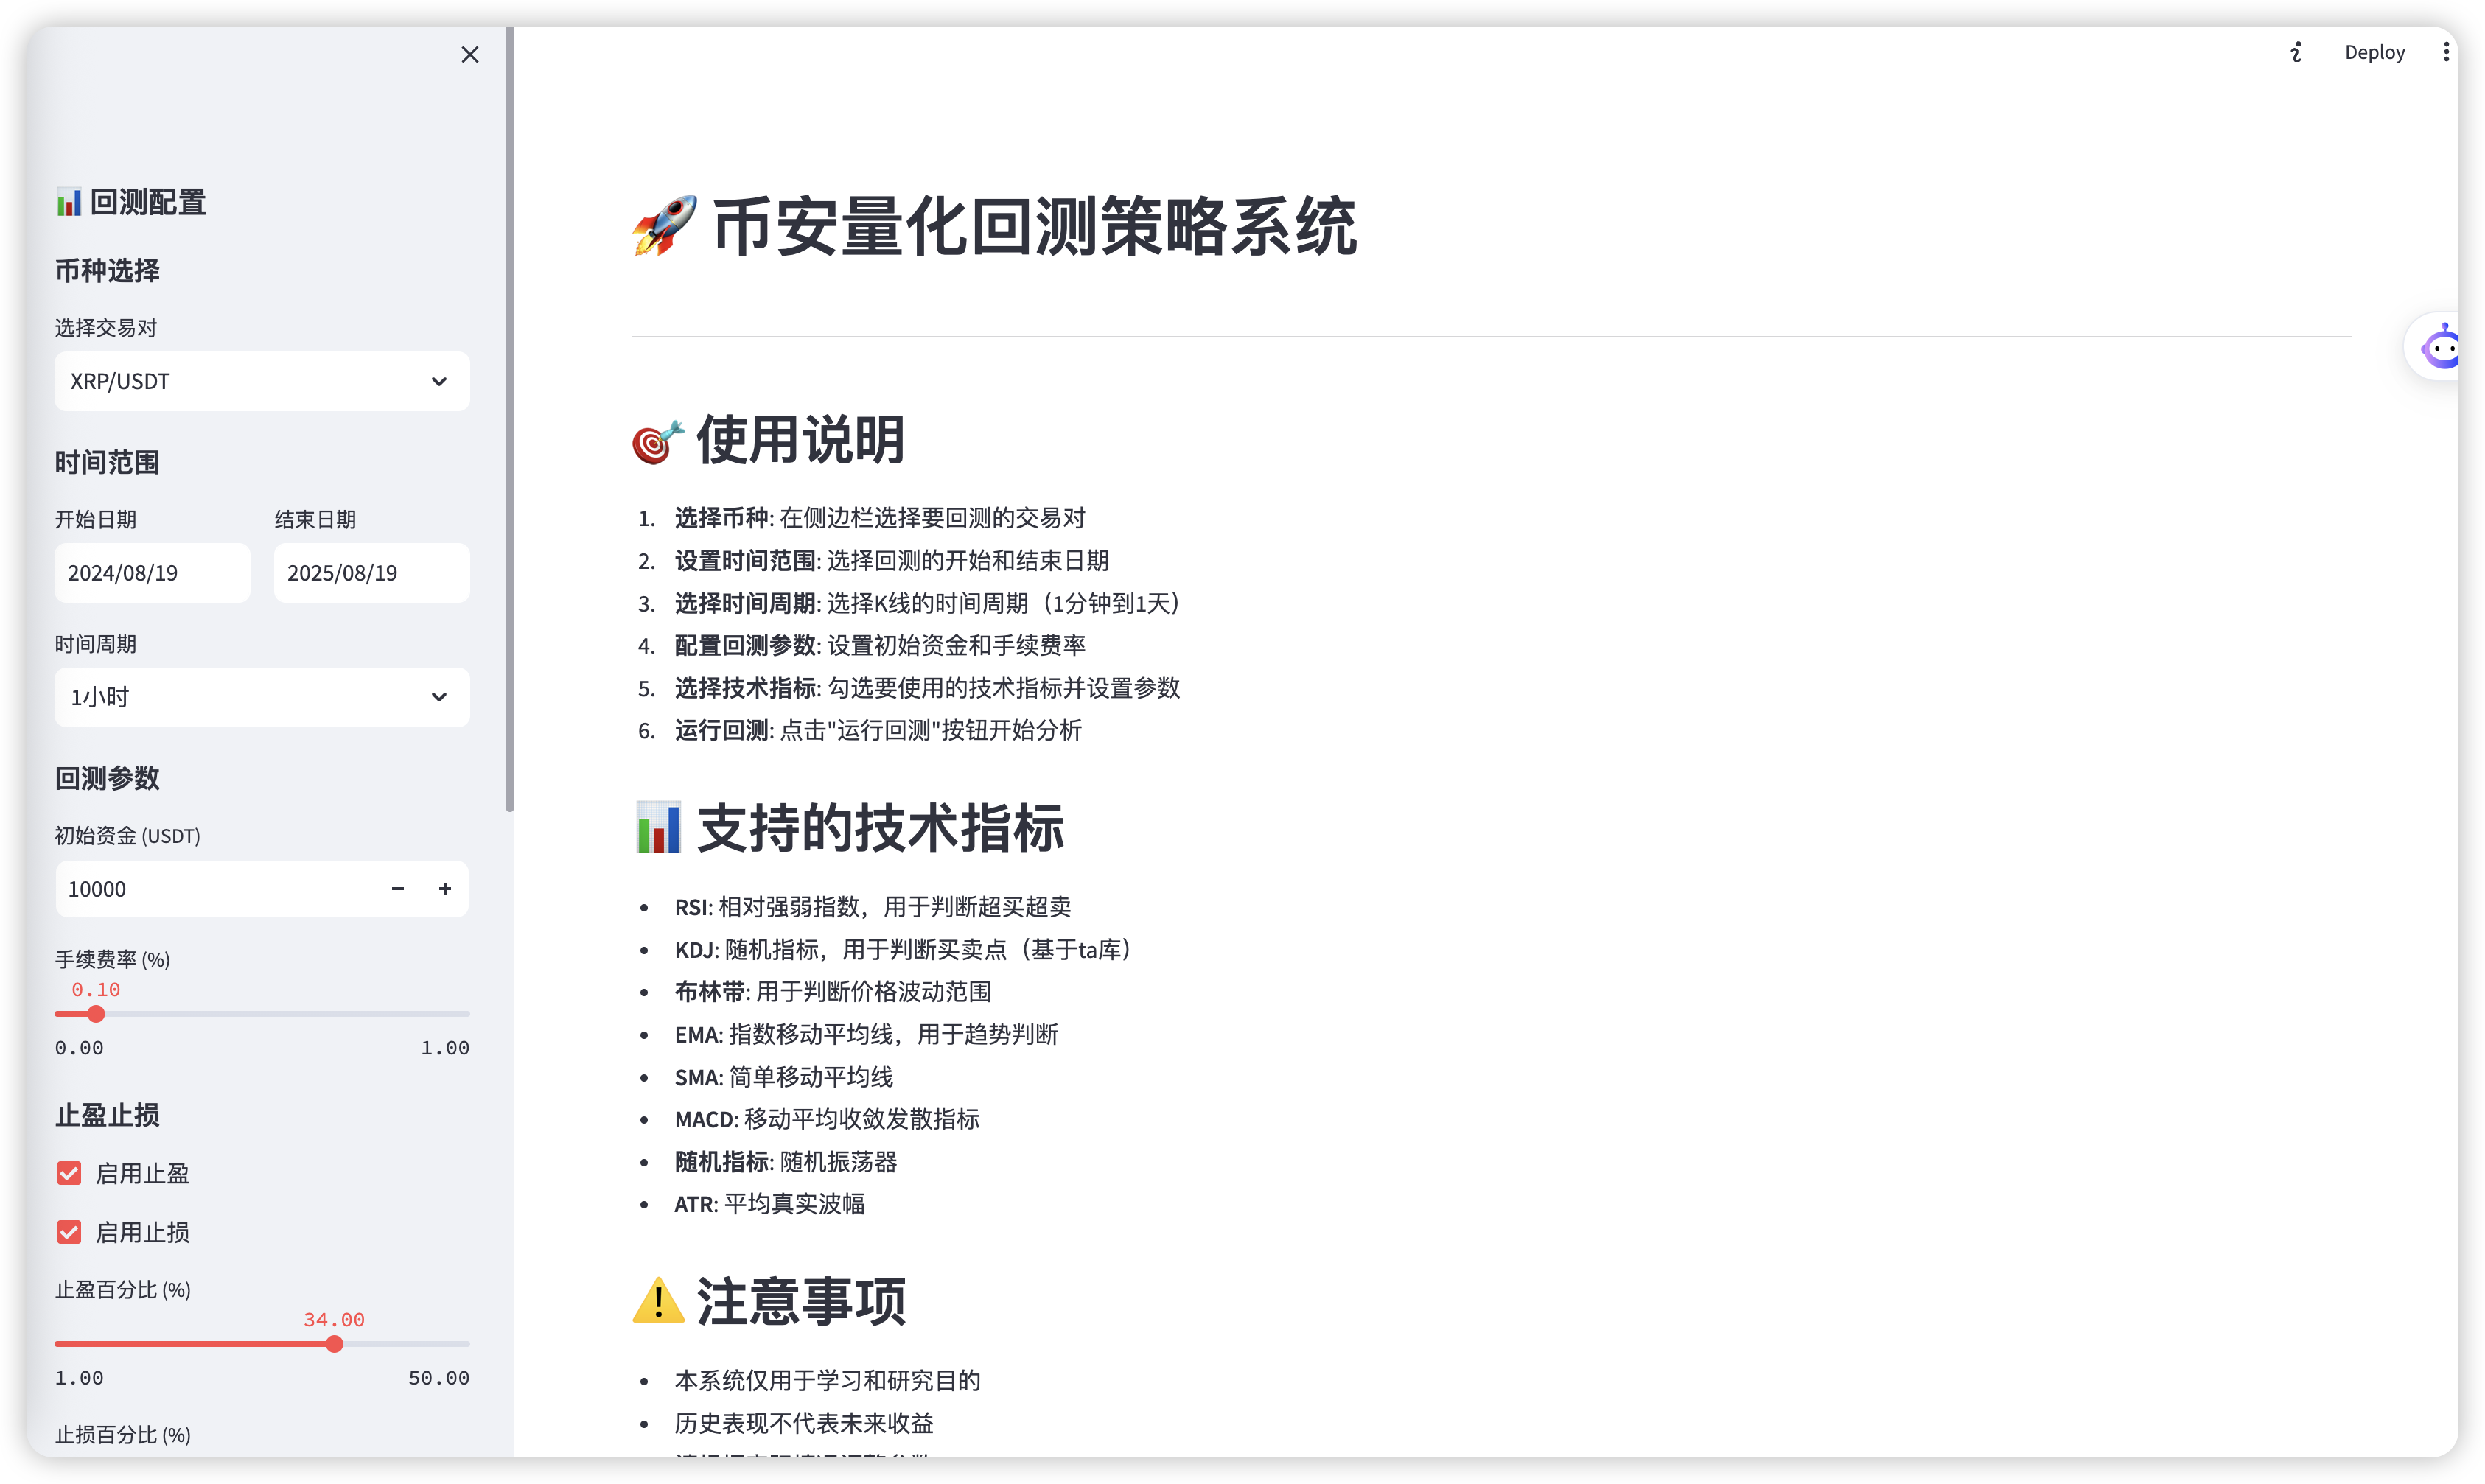 回测配置
币种选择
选择交易对
XRP/USDT
时间范围
开始日期
结束日期
2024/08/19
2025/08/19
时间周期
1小时
回测参数
初始资金 (USDT)
10000
手续费率 (%)
0.10
0.00
1.00
止盈止损
启用止盈
启用止损
止盈百分比 (%)
34.00
1.00
50.00
止损百分比 (%)
Deploy
币安量化回测策略系统
使用说明
1. 选择币种: 在侧边栏选择要回测的交易对
2. 设置时间范围: 选择回测的开始和结束日期
3. 选择时间周期: 选择K线的时间周期（1分钟到1天）
4. 配置回测参数: 设置初始资金和手续费率
5. 选择技术指标: 勾选要使用的技术指标并设置参数
6. 运行回测: 点击"运行回测"按钮开始分析
支持的技术指标
• RSI: 相对强弱指数，用于判断超买超卖
• KDJ: 随机指标，用于判断买卖点（基于ta库）
• 布林带: 用于判断价格波动范围
• EMA: 指数移动平均线，用于趋势判断
• SMA: 简单移动平均线
• MACD: 移动平均收敛发散指标
• 随机指标: 随机振荡器
• ATR: 平均真实波幅
注意事项
• 本系统仅用于学习和研究目的
• 历史表现不代表未来收益